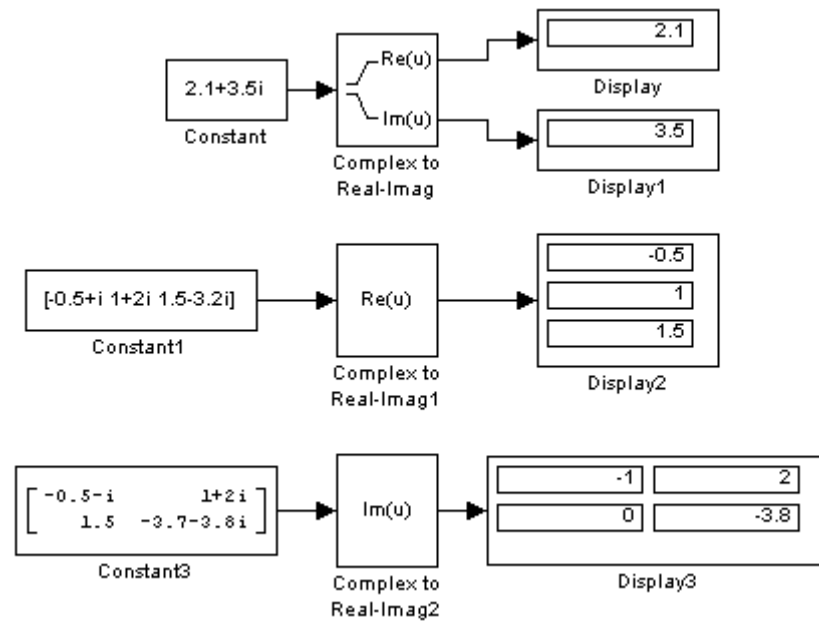 2.1+3.5i
Constant
Re(u)
Im(u)
Complex to
Real-Imag
2.1
Display
3.5
Display1
[-0.5+i 1+2i 1.5-3.2i]
Constant1
Re(u)
Complex to
Real-Imag1
-0.5
1
1.5
Display2
-0.5-i 1+2i
1.5 -3.7-3.8i
Constant3
Im(u)
Complex to
Real-Imag2
-1 2
0 -3.8
Display3